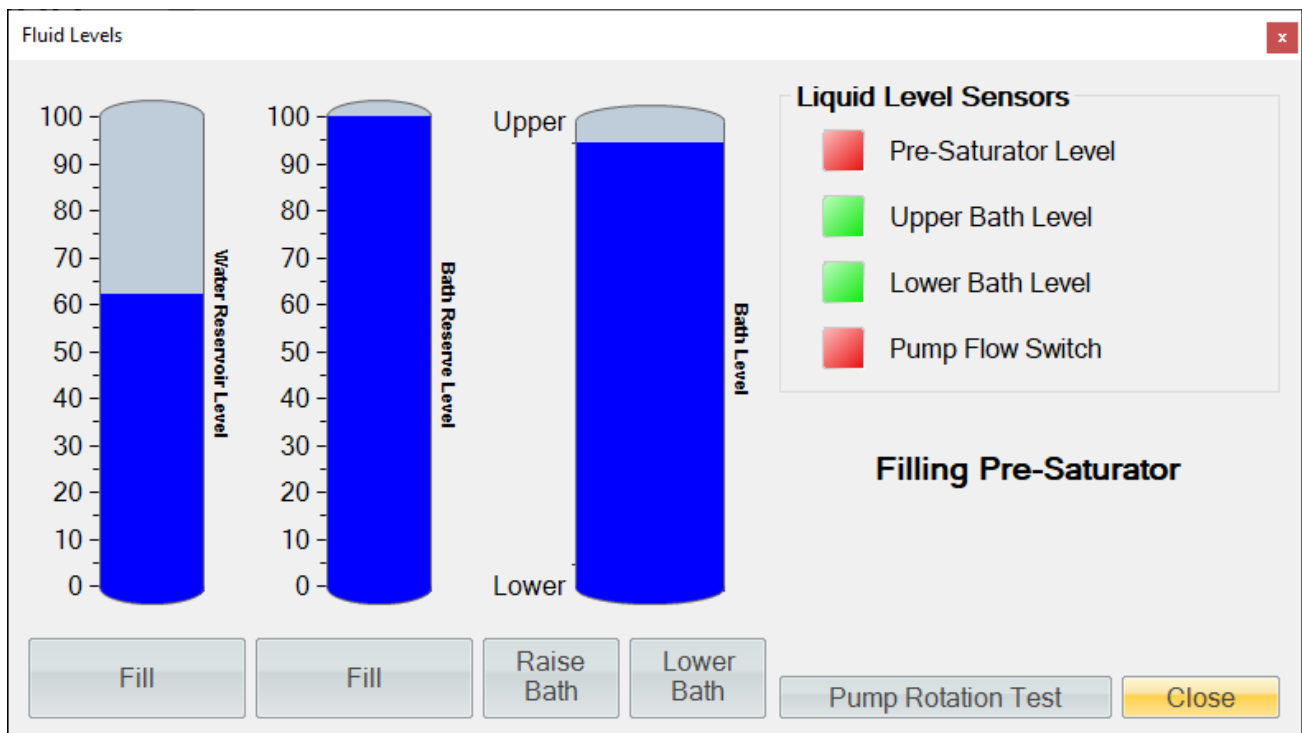 Fluid Levels
x
100
90
80
70
60
50
40
30
20
10
0
Water Reservoir Level
100
90
80
70
60
50
40
30
20
10
0
Bath Reserve Level
Upper
Lower
Bath Level
Liquid Level Sensors
Pre-Saturator Level
Upper Bath Level
Lower Bath Level
Pump Flow Switch
Filling Pre-Saturator
Fill
Fill
Raise
Bath
Lower
Bath
Pump Rotation Test
Close